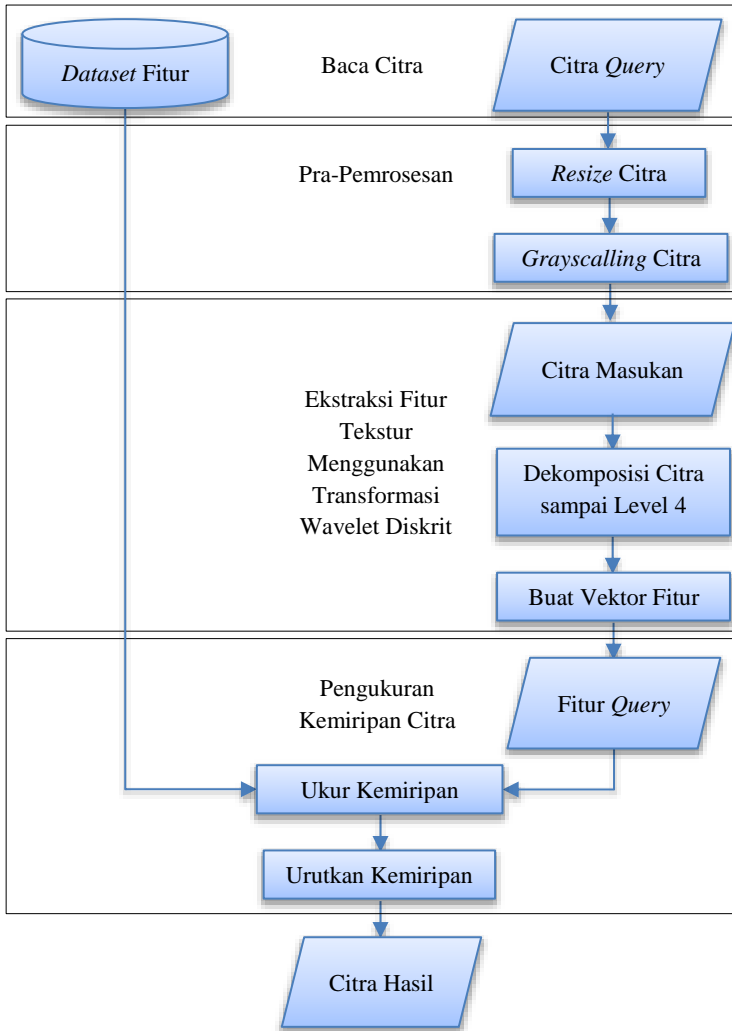 Dataset Fitur
Baca Citra
Citra Query
Pra-Pemrosesan
Resize Citra
Grayscalling Citra
Ekstraksi Fitur
Tekstur
Menggunakan
Transformasi
Wavelet Diskrit
Citra Masukan
Dekomposisi Citra
sampai Level 4
Buat Vektor Fitur
Pengukuran
Kemiripan Citra
Fitur Query
Ukur Kemiripan
Urutkan Kemiripan
Citra Hasil